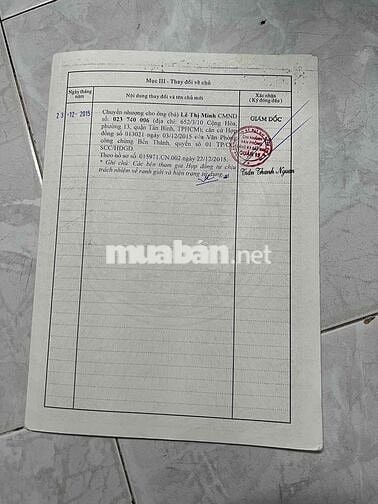 Mục III - Thay đổi về chủ
Ngày tháng năm
Nội dung thay đổi và tên chủ mới
Xác nhận
(Ký đóng dấu)
23-12-2015
Chuyển nhượng cho ông (bà) Lê Thị Minh CMND
số: 023 740 006 (địa chỉ: 652/3/10 Cộng Hòa,
phường 13, quận Tân Bình, TPHCM); căn cứ Hợp
đồng số 013021 ngày 03/12/2015 của Văn Phòng
công chứng Bến Thành, quyển số 01 TP/CC-
SCC/HĐGD.
Theo hồ sơ số 015971.CN.002 ngày 22/12/2015.
* Ghi chú: Các bên tham gia Hợp đồng tự chịu
trách nhiệm về ranh giới và hiện trạng sử dụng.
GIÁM ĐỐC
CHI NHÁNH
VĂN PHÒNG
Trần Thanh
muaban.net